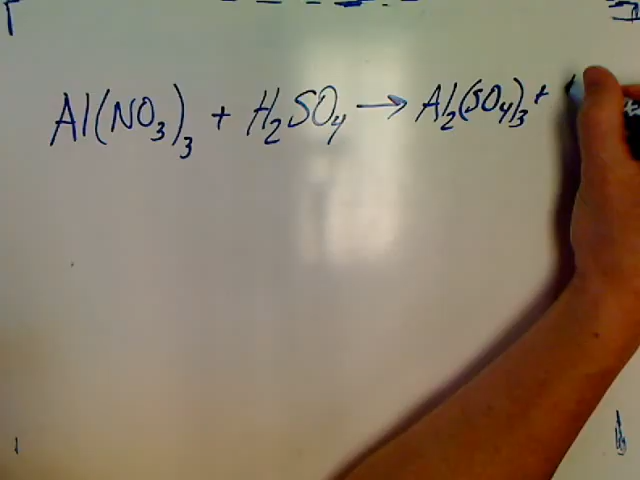 Al(NO₃)₃ + H₂SO₄ → Al₂(SO₄)₃ +